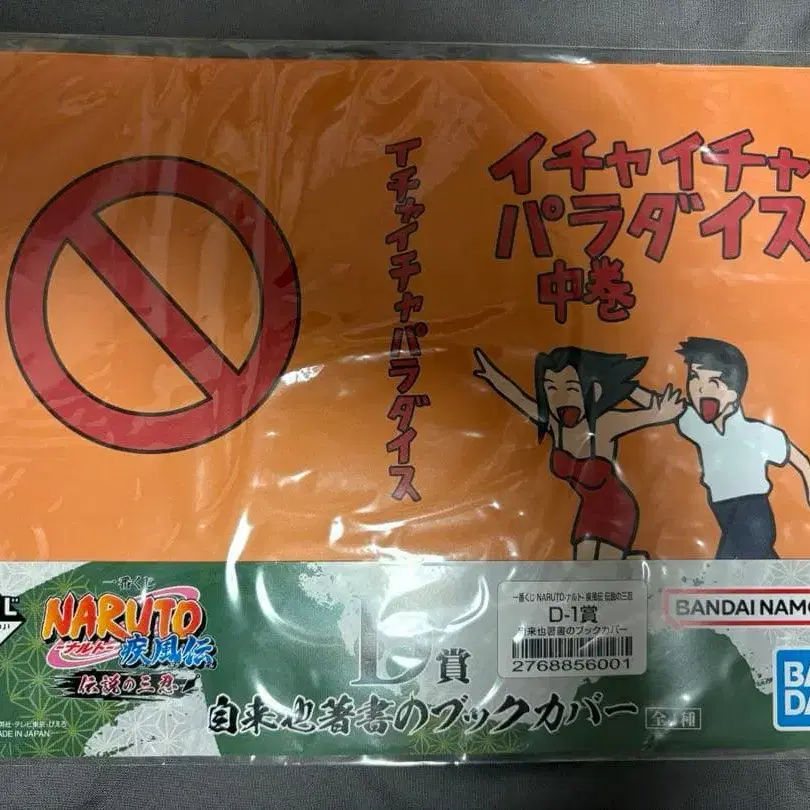 イチャイチャ
パラダイス
中巻
イチャイチャパラダイス
一番くじ
NARUTO
-ナルト-
疾風伝
伝説の三忍
MADE IN JAPAN
D賞
自来也著書のブックカバー
一番くじ NARUTO-ナルト- 疾風伝 伝説の三忍
D-1賞
自来也著書のブックカバー
2768856001
BANDAI NAMCO